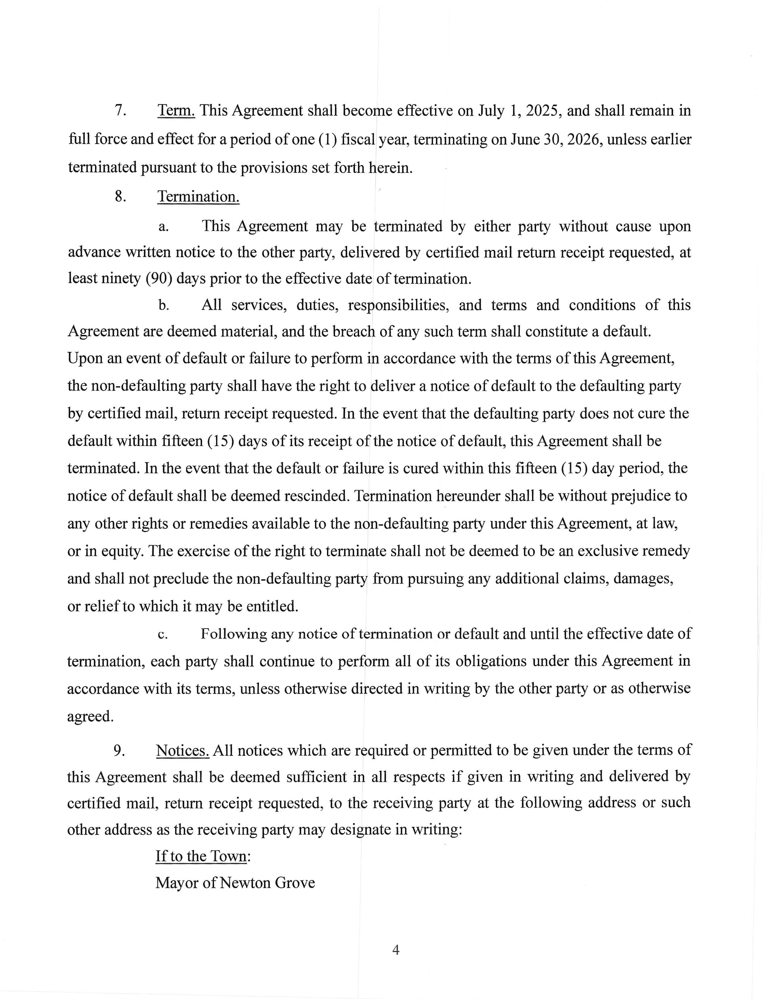 7. Term. This Agreement shall become effective on July 1, 2025, and shall remain in
full force and effect for a period of one (1) fiscal year, terminating on June 30, 2026, unless earlier
terminated pursuant to the provisions set forth herein.
8. Termination.
a. This Agreement may be terminated by either party without cause upon
advance written notice to the other party, delivered by certified mail return receipt requested, at
least ninety (90) days prior to the effective date of termination.
b. All services, duties, responsibilities, and terms and conditions of this
Agreement are deemed material, and the breach of any such term shall constitute a default.
Upon an event of default or failure to perform in accordance with the terms of this Agreement,
the non-defaulting party shall have the right to deliver a notice of default to the defaulting party
by certified mail, return receipt requested. In the event that the defaulting party does not cure the
default within fifteen (15) days of its receipt of the notice of default, this Agreement shall be
terminated. In the event that the default or failure is cured within this fifteen (15) day period, the
notice of default shall be deemed rescinded. Termination hereunder shall be without prejudice to
any other rights or remedies available to the non-defaulting party under this Agreement, at law,
or in equity. The exercise of the right to terminate shall not be deemed to be an exclusive remedy
and shall not preclude the non-defaulting party from pursuing any additional claims, damages,
or relief to which it may be entitled.
c. Following any notice of termination or default and until the effective date of
termination, each party shall continue to perform all of its obligations under this Agreement in
accordance with its terms, unless otherwise directed in writing by the other party or as otherwise
agreed.
9. Notices. All notices which are required or permitted to be given under the terms of
this Agreement shall be deemed sufficient in all respects if given in writing and delivered by
certified mail, return receipt requested, to the receiving party at the following address or such
other address as the receiving party may designate in writing:
If to the Town:
Mayor of Newton Grove
4